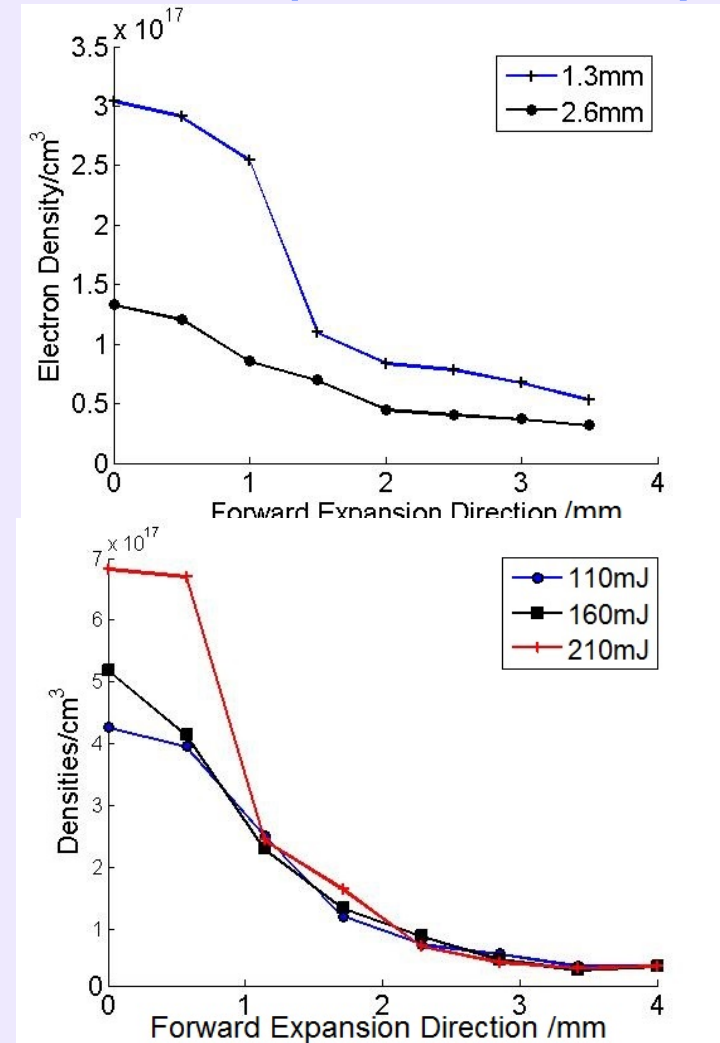 x 10^17
3.5
3
2.5
2
1.5
1
0.5
0
Electron Density/cm^3
1.3mm
2.6mm
0 1 2 3 4
Forward Expansion Direction /mm
x 10^17
7
6
5
4
3
2
1
0
Densities/cm^3
110mJ
160mJ
210mJ
0 1 2 3 4
Forward Expansion Direction /mm